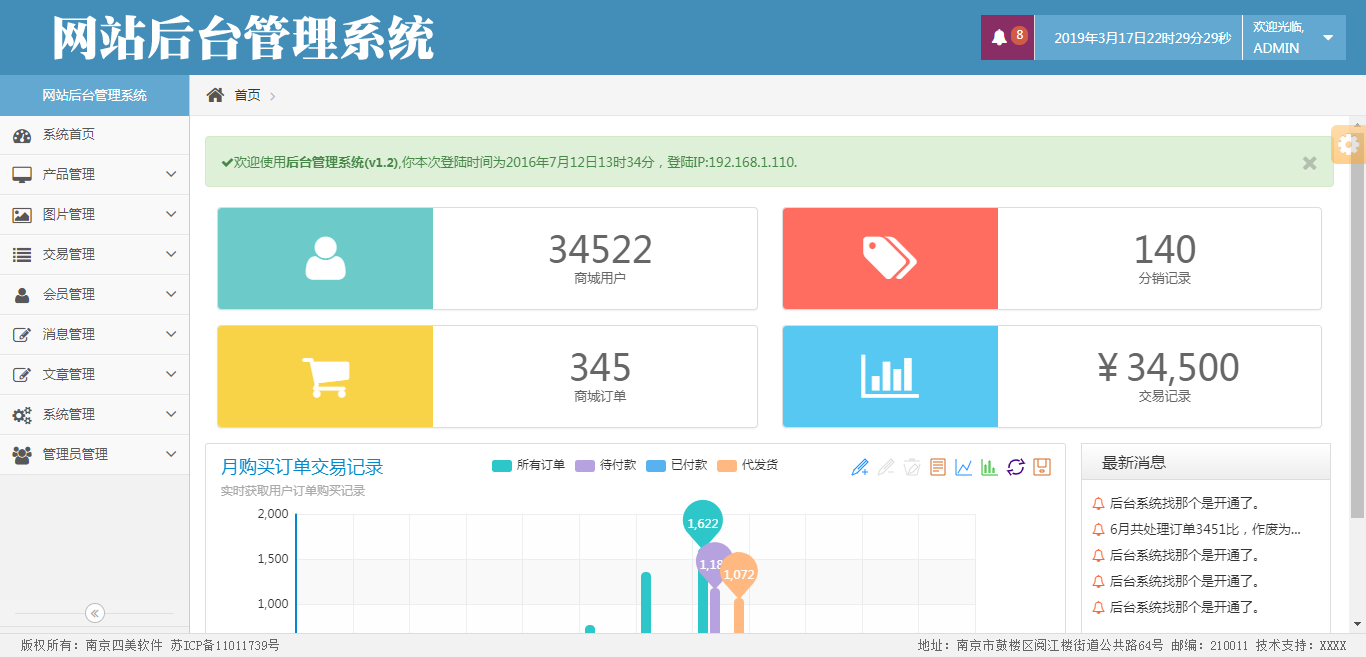 网站后台管理系统
8
2019年3月17日22时29分29秒
欢迎光临,
ADMIN
网站后台管理系统
首页
系统首页
产品管理
图片管理
交易管理
会员管理
消息管理
文章管理
系统管理
管理员管理
欢迎使用后台管理系统(v1.2),你本次登陆时间为2016年7月12日13时34分，登陆IP:192.168.1.110.
34522
商城用户
140
分销记录
345
商城订单
¥ 34,500
交易记录
月购买订单交易记录
实时获取用户订单购买记录
所有订单 待付款 已付款 代发货
2,000
1,500
1,000
1,622
1,18
1,072
最新消息
后台系统找那个是开通了。
6月共处理订单3451比，作废为...
后台系统找那个是开通了。
后台系统找那个是开通了。
后台系统找那个是开通了。
版权所有：南京四美软件 苏ICP备11011739号
地址：南京市鼓楼区阅江楼街道公共路64号 邮编：210011 技术支持：XXXX